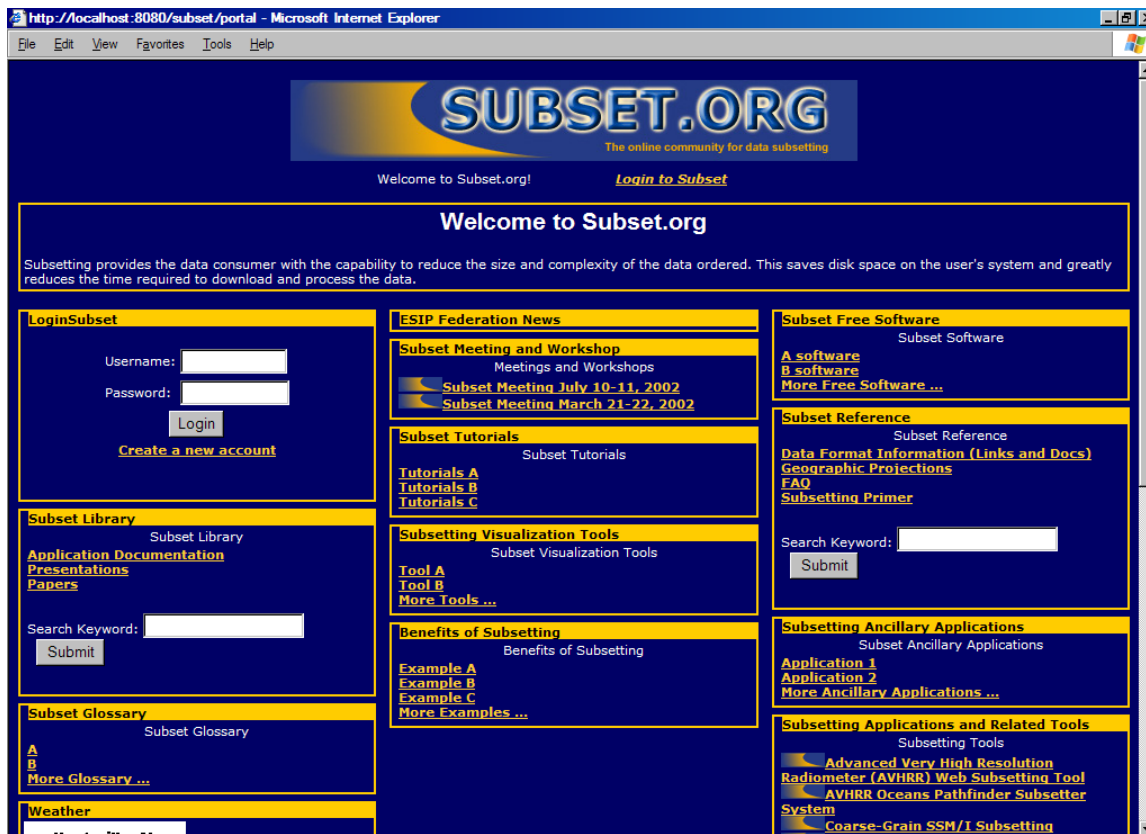 http://localhost:8080/subset/portal - Microsoft Internet Explorer
File Edit View Favorites Tools Help
SUBSET.ORG
The online community for data subsetting
Welcome to Subset.org! Login to Subset
Welcome to Subset.org
Subsetting provides the data consumer with the capability to reduce the size and complexity of the data ordered. This saves disk space on the user's system and greatly
reduces the time required to download and process the data.
LoginSubset
Username:
Password:
Login
Create a new account
Subset Library
Subset Library
Application Documentation
Presentations
Papers
Search Keyword:
Submit
Subset Glossary
Subset Glossary
A
B
More Glossary ...
Weather
ESIP Federation News
Subset Meeting and Workshop
Meetings and Workshops
Subset Meeting July 10-11, 2002
Subset Meeting March 21-22, 2002
Subset Tutorials
Subset Tutorials
Tutorials A
Tutorials B
Tutorials C
Subsetting Visualization Tools
Subset Visualization Tools
Tool A
Tool B
More Tools ...
Benefits of Subsetting
Benefits of Subsetting
Example A
Example B
Example C
More Examples ...
Subset Free Software
Subset Software
A software
B software
More Free Software ...
Subset Reference
Subset Reference
Data Format Information (Links and Docs)
Geographic Projections
FAQ
Subsetting Primer
Search Keyword:
Submit
Subsetting Ancillary Applications
Subset Ancillary Applications
Application 1
Application 2
More Ancillary Applications ...
Subsetting Applications and Related Tools
Subsetting Tools
Advanced Very High Resolution
Radiometer (AVHRR) Web Subsetting Tool
AVHRR Oceans Pathfinder Subsetter
System
Coarse-Grain SSM/I Subsetting